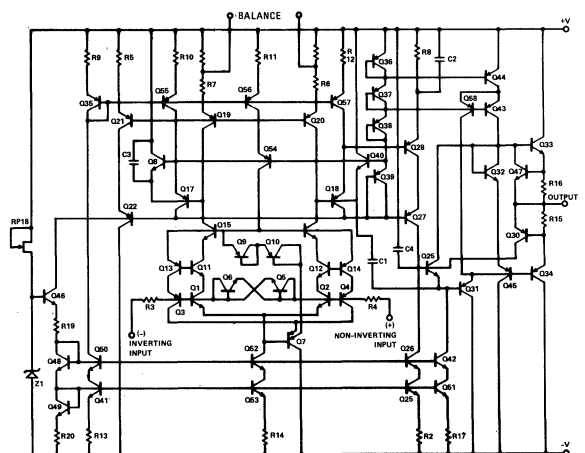 BALANCE
+V
R9
R5
R10
R11
R 12
R8
C2
Q36
Q44
R7
R6
Q35
Q55
Q56
Q57
Q37
Q58
Q43
Q21
Q19
Q20
Q38
C3
Q8
Q54
Q40
Q28
Q33
Q39
Q32
Q47
Q17
Q18
R16
OUTPUT
Q22
Q27
R15
Q15
Q9
Q10
C4
Q30
RP18
Q13
Q11
Q12
Q14
C1
Q25
Q6
Q5
Q31
Q45
Q34
Q46
Q1
Q2
Q4
R3
Q3
R4
R19
(–)
INVERTING
INPUT
Q7
(+)
NON-INVERTING
INPUT
Q48
Q50
Q52
Q26
Q42
Z1
Q49
Q41
Q53
Q25
Q51
R20
R13
R14
R2
R17
-V